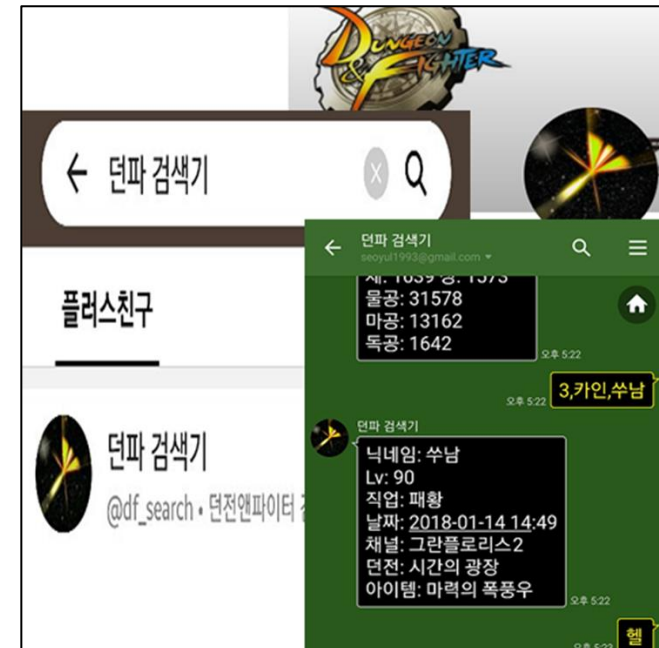 DUNGEON
& FIGHTER
던파 검색기
플러스친구
던파 검색기
@df_search • 던전앤파이터
던파 검색기
seoyul1993@gmail.com
물공: 31578
마공: 13162
독공: 1642
오후 5:22
3,카인,쑤남
오후 5:22
던파 검색기
닉네임: 쑤남
Lv: 90
직업: 패황
날짜: 2018-01-14 14:49
채널: 그란플로리스2
던전: 시간의 광장
아이템: 마력의 폭풍우
오후 5:22
헬
오후 5:23